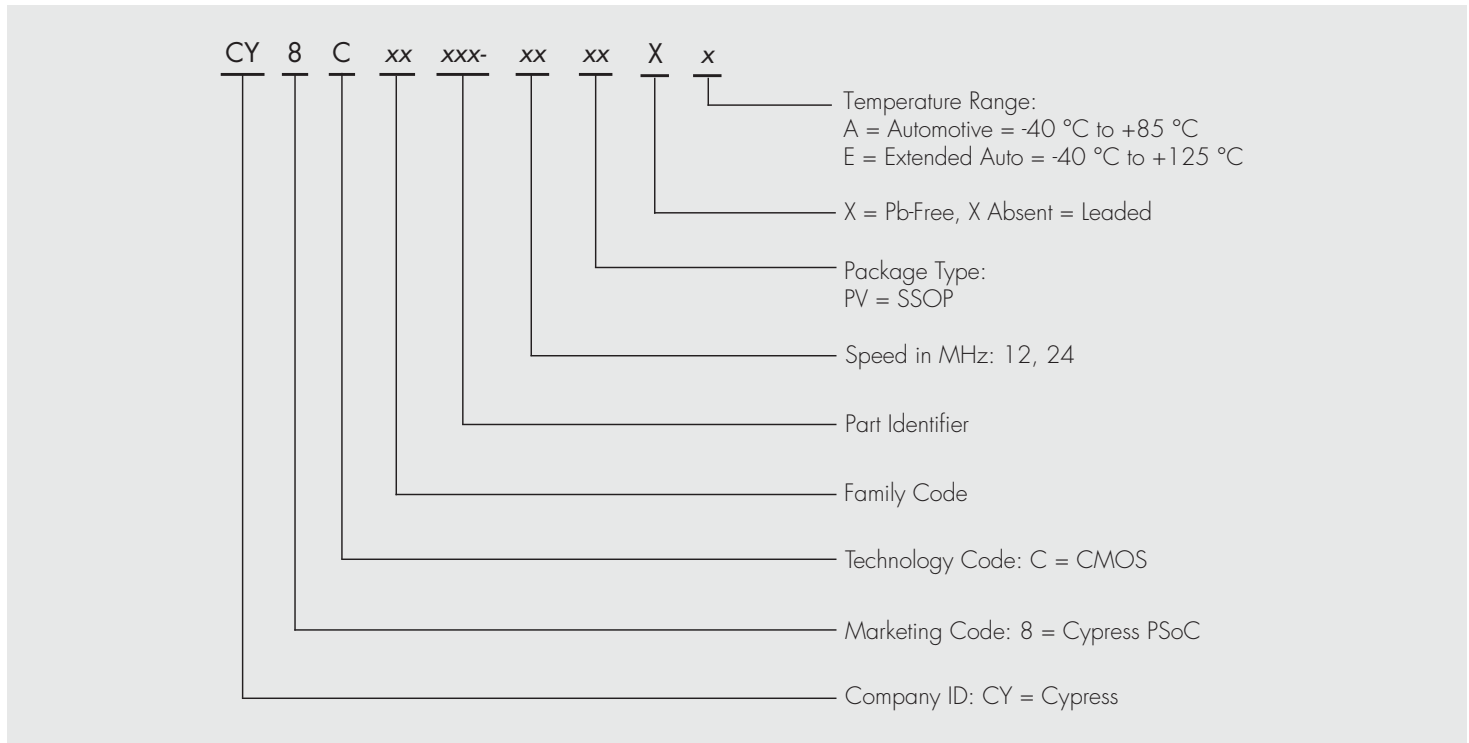 CY 8 C xx xxx- xx xx X x
Temperature Range:
A = Automotive = -40 °C to +85 °C
E = Extended Auto = -40 °C to +125 °C
X = Pb-Free, X Absent = Leaded
Package Type:
PV = SSOP
Speed in MHz: 12, 24
Part Identifier
Family Code
Technology Code: C = CMOS
Marketing Code: 8 = Cypress PSoC
Company ID: CY = Cypress